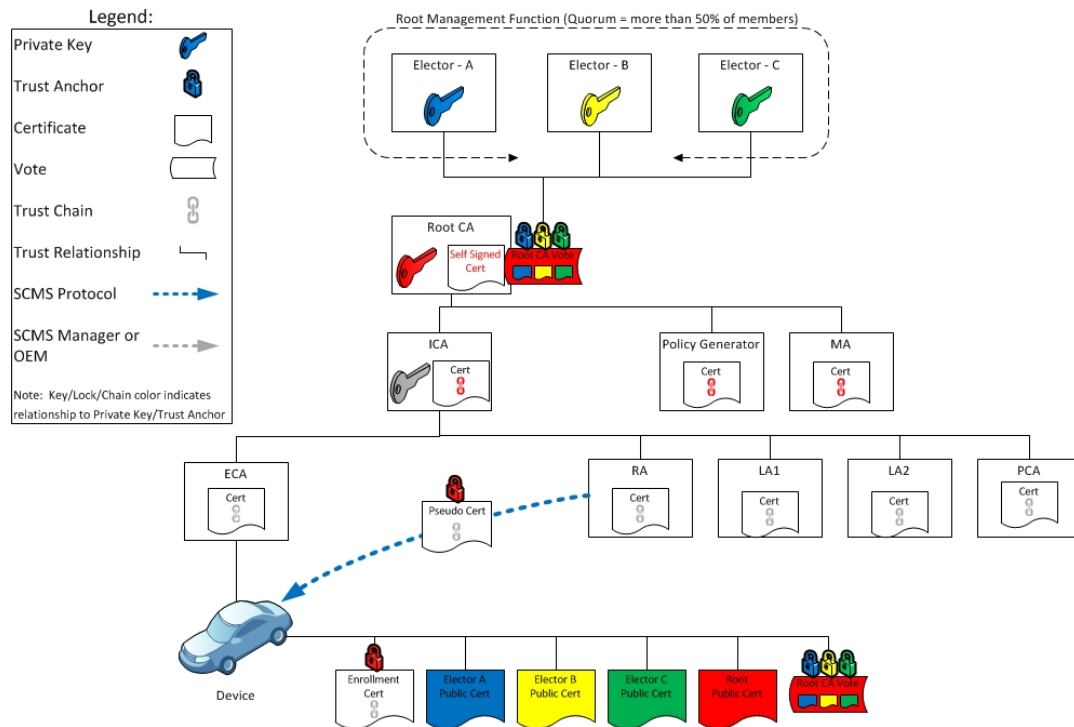 Legend:
Private Key
Trust Anchor
Certificate
Vote
Trust Chain
Trust Relationship
SCMS Protocol
SCMS Manager or
OEM
Note: Key/Lock/Chain color indicates
relationship to Private Key/Trust Anchor
Root Management Function (Quorum = more than 50% of members)
Elector - A
Elector - B
Elector - C
Root CA
Self Signed
Cert
Root CA Vote
ICA
Cert
Policy Generator
Cert
MA
Cert
ECA
Cert
Pseudo Cert
RA
Cert
LA1
Cert
LA2
Cert
PCA
Cert
Device
Enrollment
Cert
Elector A
Public Cert
Elector B
Public Cert
Elector C
Public Cert
Root
Public Cert
Root CA Vote